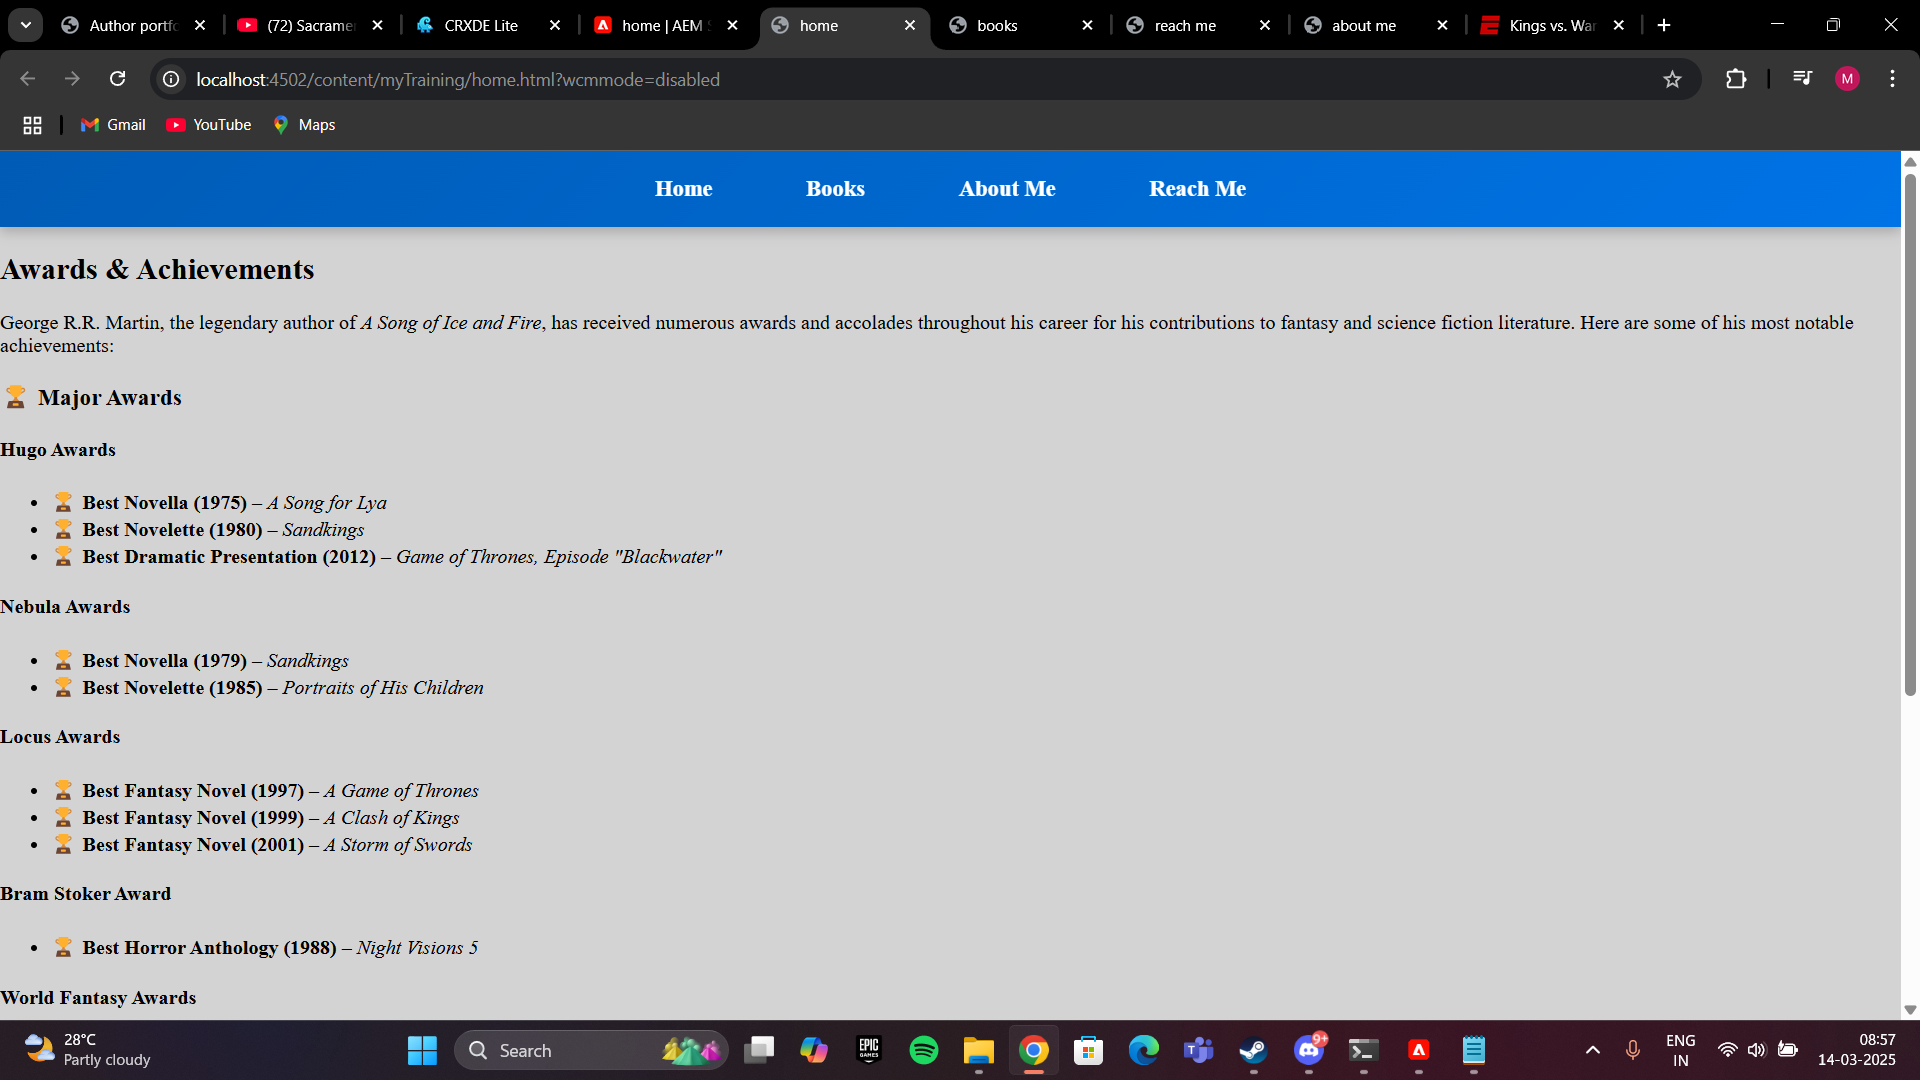 Author portfo
(72) Sacrame
CRXDE Lite
home | AEM S
home
books
reach me
about me
Kings vs. War
localhost:4502/content/myTraining/home.html?wcmmode=disabled
M
Gmail
YouTube
Maps
Home
Books
About Me
Reach Me
Awards & Achievements
George R.R. Martin, the legendary author of A Song of Ice and Fire, has received numerous awards and accolades throughout his career for his contributions to fantasy and science fiction literature. Here are some of his most notable
achievements:
🏆 Major Awards
Hugo Awards
• 🏆 Best Novella (1975) – A Song for Lya
• 🏆 Best Novelette (1980) – Sandkings
• 🏆 Best Dramatic Presentation (2012) – Game of Thrones, Episode "Blackwater"
Nebula Awards
• 🏆 Best Novella (1979) – Sandkings
• 🏆 Best Novelette (1985) – Portraits of His Children
Locus Awards
• 🏆 Best Fantasy Novel (1997) – A Game of Thrones
• 🏆 Best Fantasy Novel (1999) – A Clash of Kings
• 🏆 Best Fantasy Novel (2001) – A Storm of Swords
Bram Stoker Award
• 🏆 Best Horror Anthology (1988) – Night Visions 5
World Fantasy Awards
28°C
Partly cloudy
Search
EPIC
GAMES
9+
ENG
IN
08:57
14-03-2025